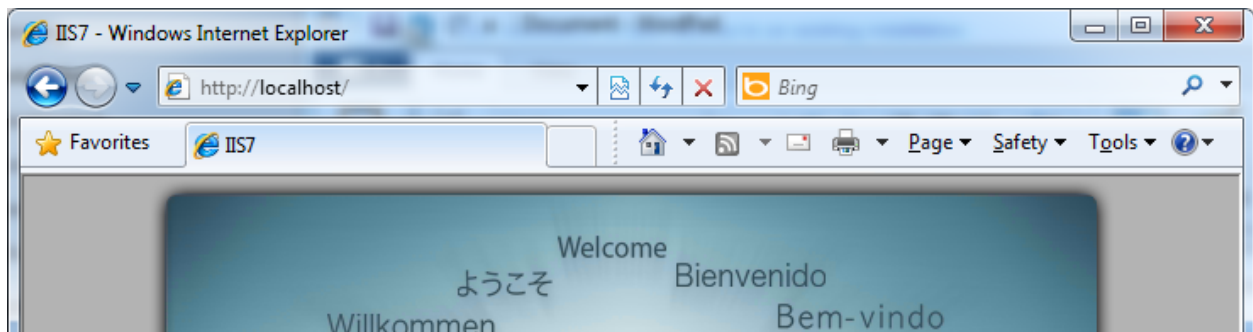 IIS7 - Windows Internet Explorer
http://localhost/
Bing
Favorites
IIS7
Page
Safety
Tools
Welcome
ようこそ
Bienvenido
Willkommen
Bem-vindo